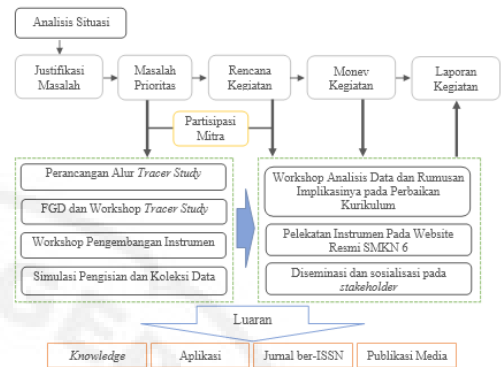 Analisis Situasi
Justifikasi
Masalah
Masalah
Prioritas
Rencana
Kegiatan
Monev
Kegiatan
Laporan
Kegiatan
Partisipasi
Mitra
Perancangan Alur Tracer Study
FGD dan Workshop Tracer Study
Workshop Pengembangan Instrumen
Simulasi Pengisian dan Koleksi Data
Workshop Analisis Data dan Rumusan
Implikasinya pada Perbaikan
Kurikulum
Pelekatan Instrumen Pada Website
Resmi SMKN 6
Diseminasi dan sosialisasi pada
stakeholder
Luaran
Knowledge
Aplikasi
Jurnal ber-ISSN
Publikasi Media